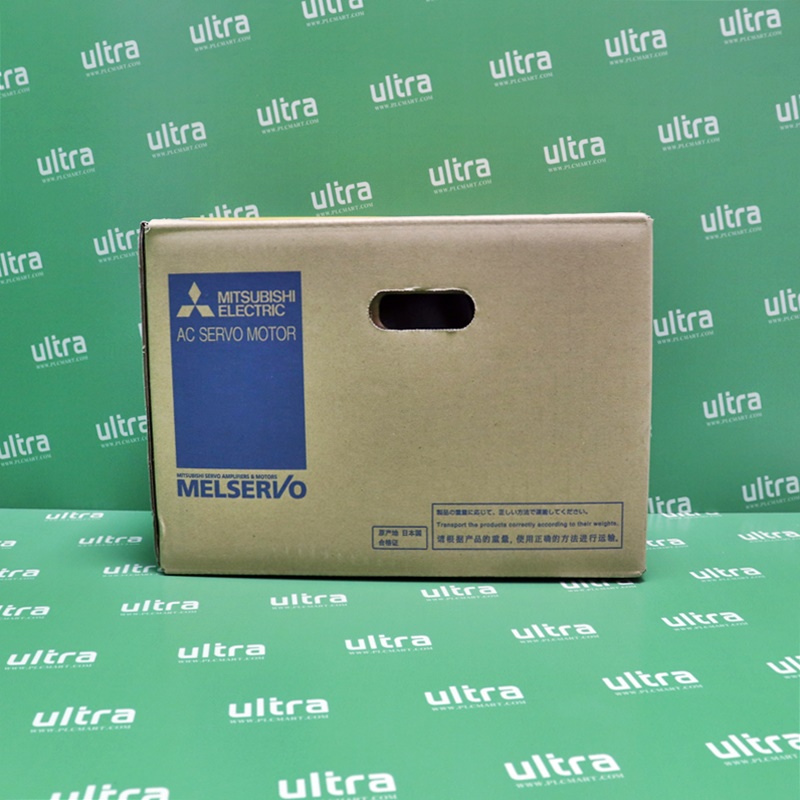 MITSUBISHI
ELECTRIC
AC SERVO MOTOR
MITSUBISHI SERVO AMPLIFIERS & MOTORS
MELSERVO
原产地 日本国
合格证
製品の重量に応じて、正しい方法で運搬してください。
Transport the products correctly according to their weights.
请根据产品的重量，使用正确的方法进行运输。
ultra
WWW.PLCMART.COM